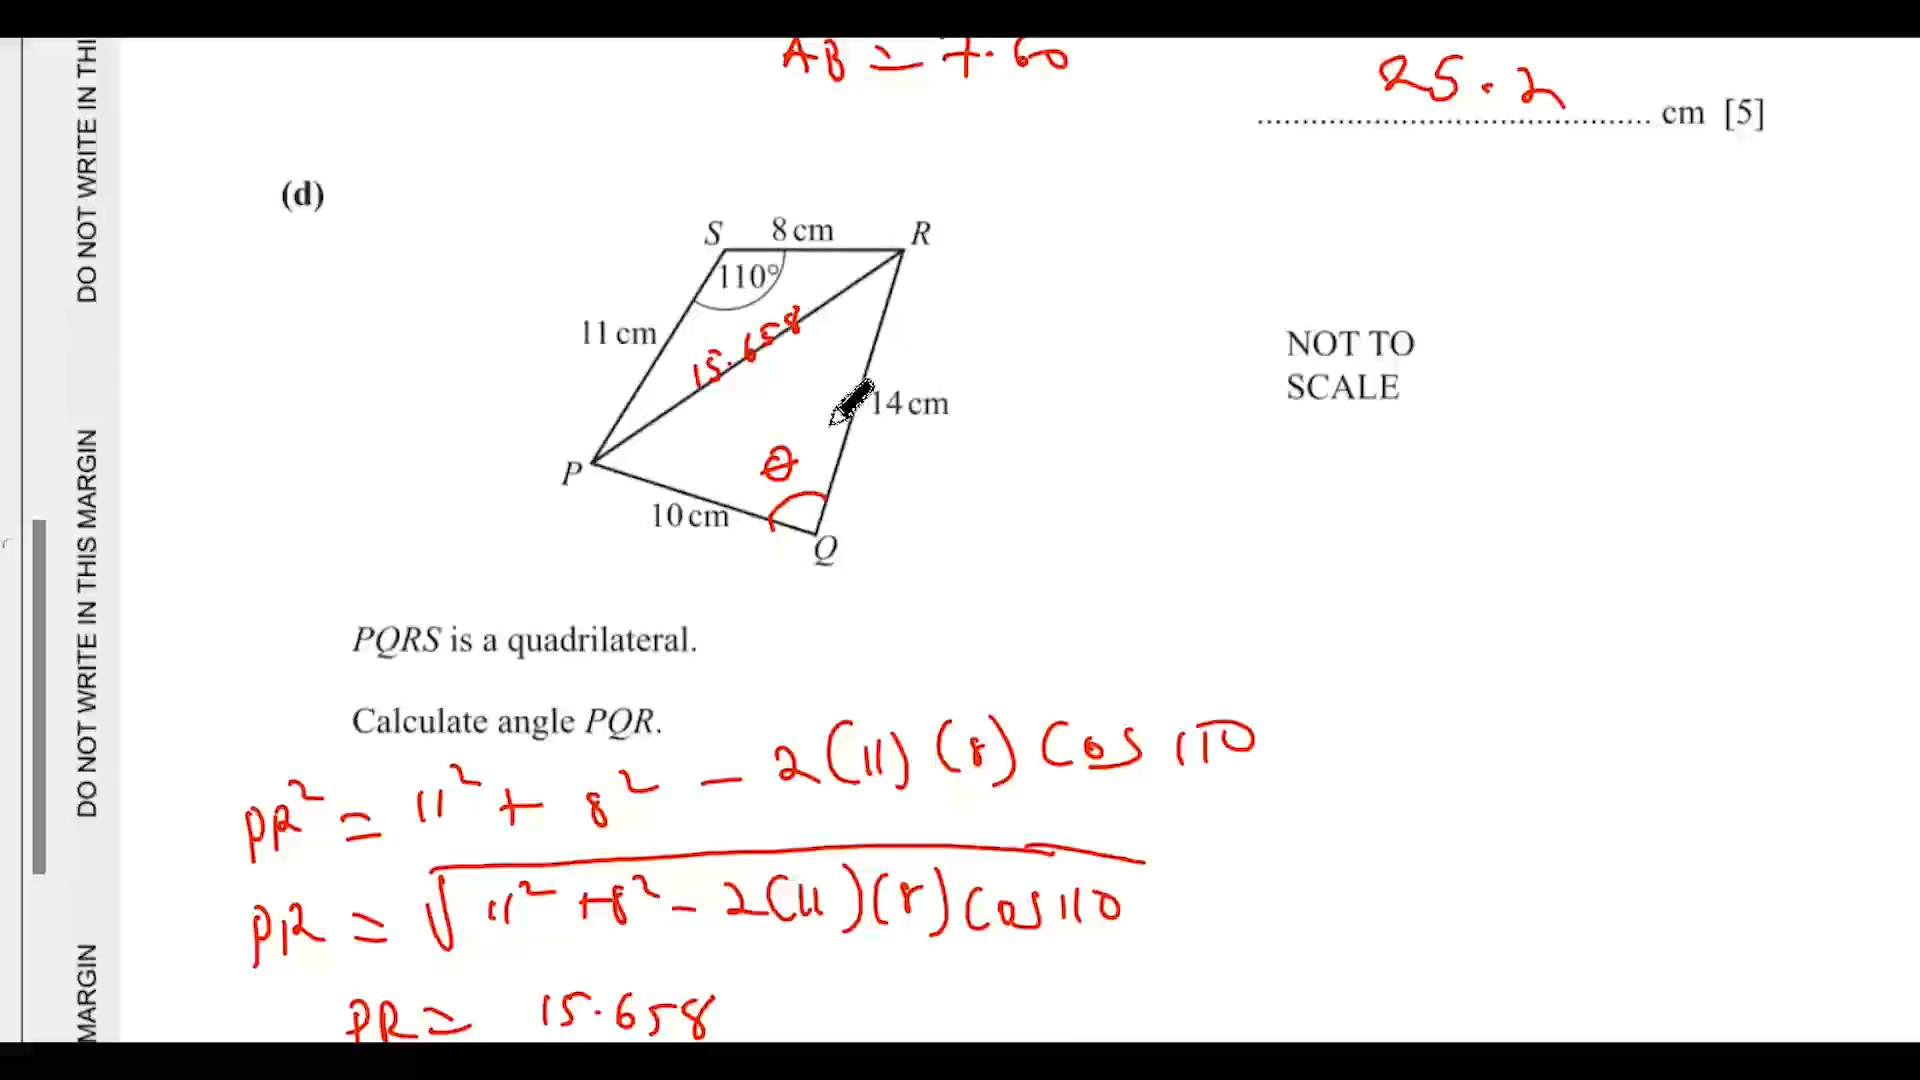 AB = 7.60
25.2
cm [5]
(d)
S 8 cm R
110°
11 cm
15.658
14 cm
θ
P
10 cm
Q
NOT TO
SCALE
PQRS is a quadrilateral.
Calculate angle PQR.
PR² = 11² + 8² - 2(11)(8) Cos 110
PR = √11² + 8² - 2(11)(8) Cos 110
PR = 15.658
DO NOT WRITE IN THI
DO NOT WRITE IN THIS MARGIN
MARGIN